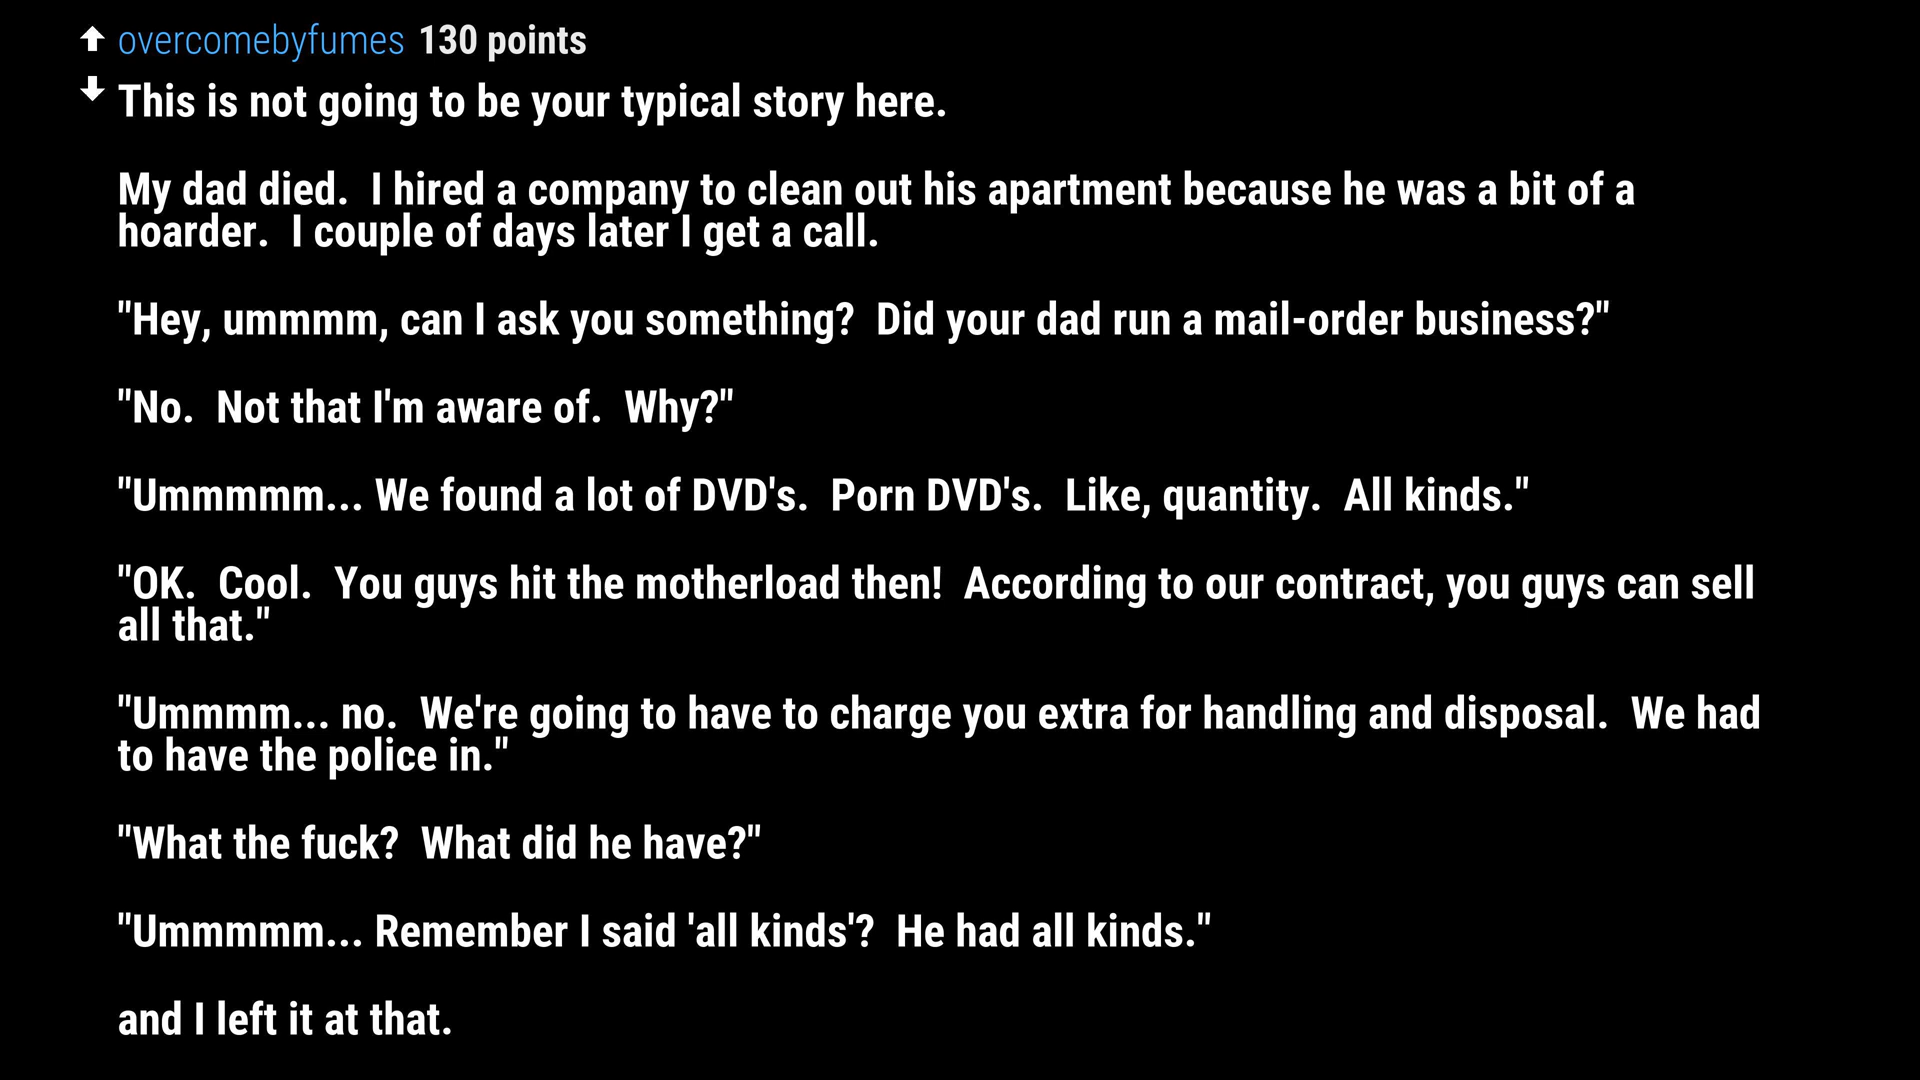 overcomebyfumes 130 points
This is not going to be your typical story here.
My dad died.  I hired a company to clean out his apartment because he was a bit of a
hoarder.  I couple of days later I get a call.
"Hey, ummmm, can I ask you something?  Did your dad run a mail-order business?"
"No.  Not that I'm aware of.  Why?"
"Ummmmm... We found a lot of DVD's.  Porn DVD's.  Like, quantity.  All kinds."
"OK.  Cool.  You guys hit the motherload then!  According to our contract, you guys can sell
all that."
"Ummmm... no.  We're going to have to charge you extra for handling and disposal.  We had
to have the police in."
"What the fuck?  What did he have?"
"Ummmmm... Remember I said 'all kinds'?  He had all kinds."
and I left it at that.